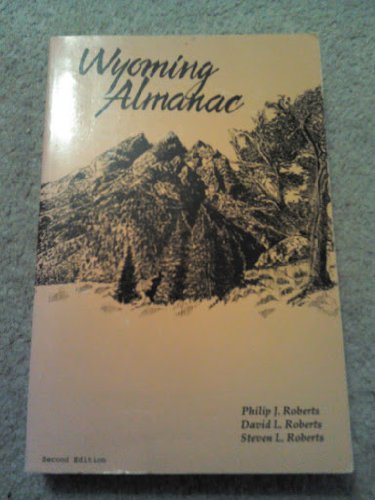 Wyoming
Almanac
Philip J. Roberts
David L. Roberts
Steven L. Roberts
Second Edition